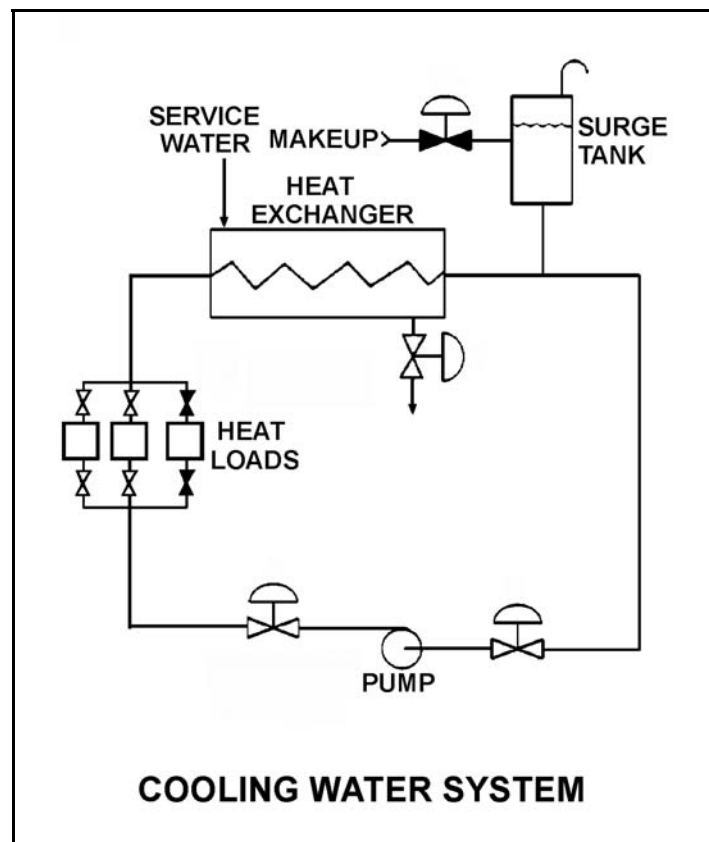 SERVICE
WATER
MAKEUP
SURGE
TANK
HEAT
EXCHANGER
HEAT
LOADS
PUMP
COOLING WATER SYSTEM